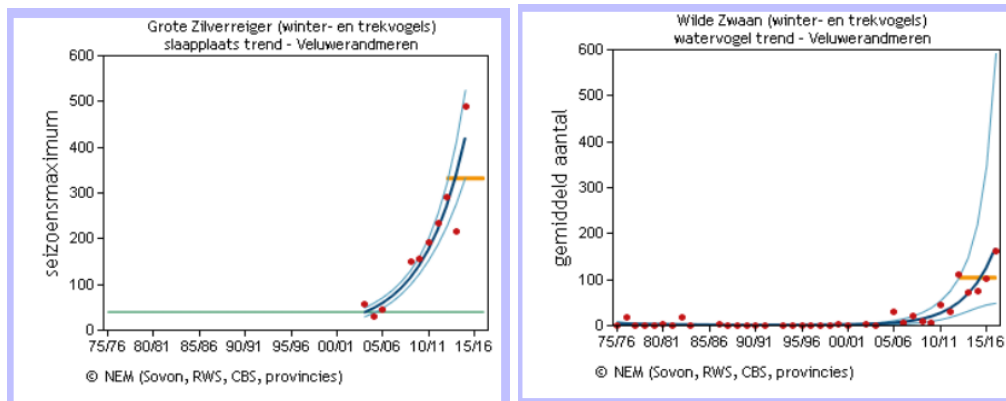 Grote Zilverreiger (winter- en trekvogels)
slaapplaats trend - Veluwerandmeren
seizoensmaximum
600
500
400
300
200
100
0
75/76 80/81 85/86 90/91 95/96 00/01 05/06 10/11 15/16
© NEM (Sovon, RWS, CBS, provincies)
Wilde Zwaan (winter- en trekvogels)
watervogel trend - Veluwerandmeren
gemiddeld aantal
600
500
400
300
200
100
0
75/76 80/81 85/86 90/91 95/96 00/01 05/06 10/11 15/16
© NEM (Sovon, RWS, CBS, provincies)